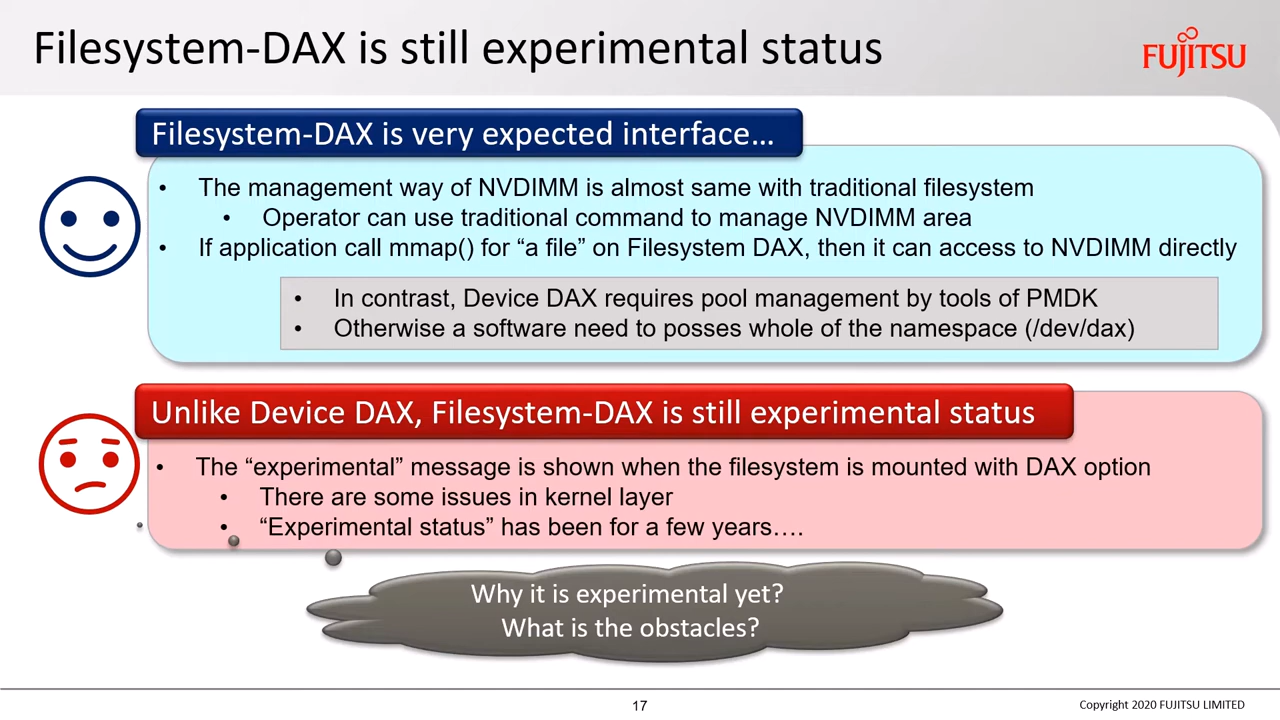 Filesystem-DAX is still experimental status
FUJITSU
Filesystem-DAX is very expected interface…
• The management way of NVDIMM is almost same with traditional filesystem
• Operator can use traditional command to manage NVDIMM area
• If application call mmap() for “a file” on Filesystem DAX, then it can access to NVDIMM directly
• In contrast, Device DAX requires pool management by tools of PMDK
• Otherwise a software need to posses whole of the namespace (/dev/dax)
Unlike Device DAX, Filesystem-DAX is still experimental status
• The “experimental” message is shown when the filesystem is mounted with DAX option
• There are some issues in kernel layer
• “Experimental status” has been for a few years….
Why it is experimental yet?
What is the obstacles?
17
Copyright 2020 FUJITSU LIMITED